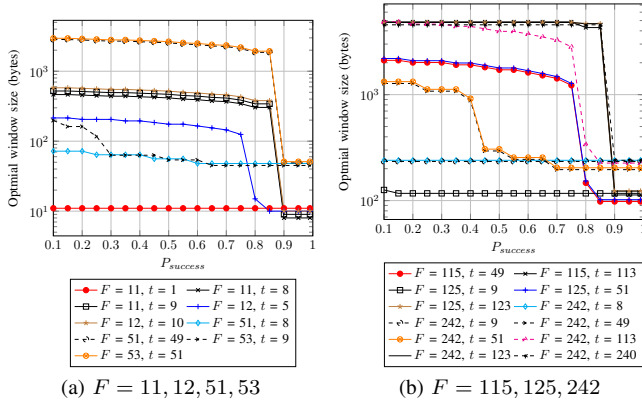 Optmial window size (bytes)
10^3
10^2
10^1
0.1 0.2 0.3 0.4 0.5 0.6 0.7 0.8 0.9 1
P_success
F = 11, t = 1
F = 11, t = 8
F = 11, t = 9
F = 12, t = 5
F = 12, t = 10
F = 51, t = 8
F = 51, t = 49
F = 53, t = 9
F = 53, t = 51
(a) F = 11, 12, 51, 53
Optmial window size (bytes)
10^3
10^2
0.1 0.2 0.3 0.4 0.5 0.6 0.7 0.8 0.9 1
P_success
F = 115, t = 49
F = 115, t = 113
F = 125, t = 9
F = 125, t = 51
F = 125, t = 123
F = 242, t = 8
F = 242, t = 9
F = 242, t = 49
F = 242, t = 51
F = 242, t = 113
F = 242, t = 123
F = 242, t = 240
(b) F = 115, 125, 242